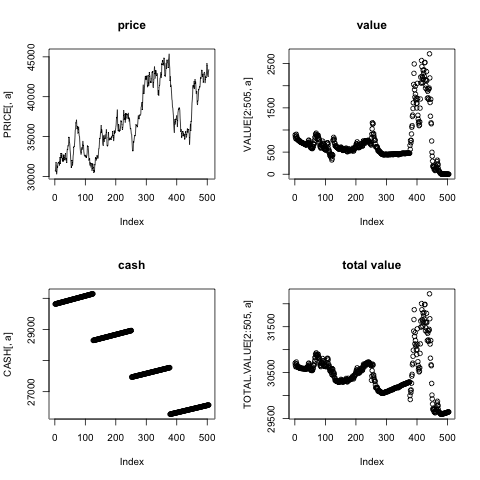 price
PRICE[, a]
45000
40000
35000
30000
0 100 200 300 400 500
Index
value
VALUE[2:505, a]
2500
1500
500
0
0 100 200 300 400 500
Index
cash
CASH[, a]
29000
27000
0 100 200 300 400 500
Index
total value
TOTAL.VALUE[2:505, a]
31500
30500
29500
0 100 200 300 400 500
Index